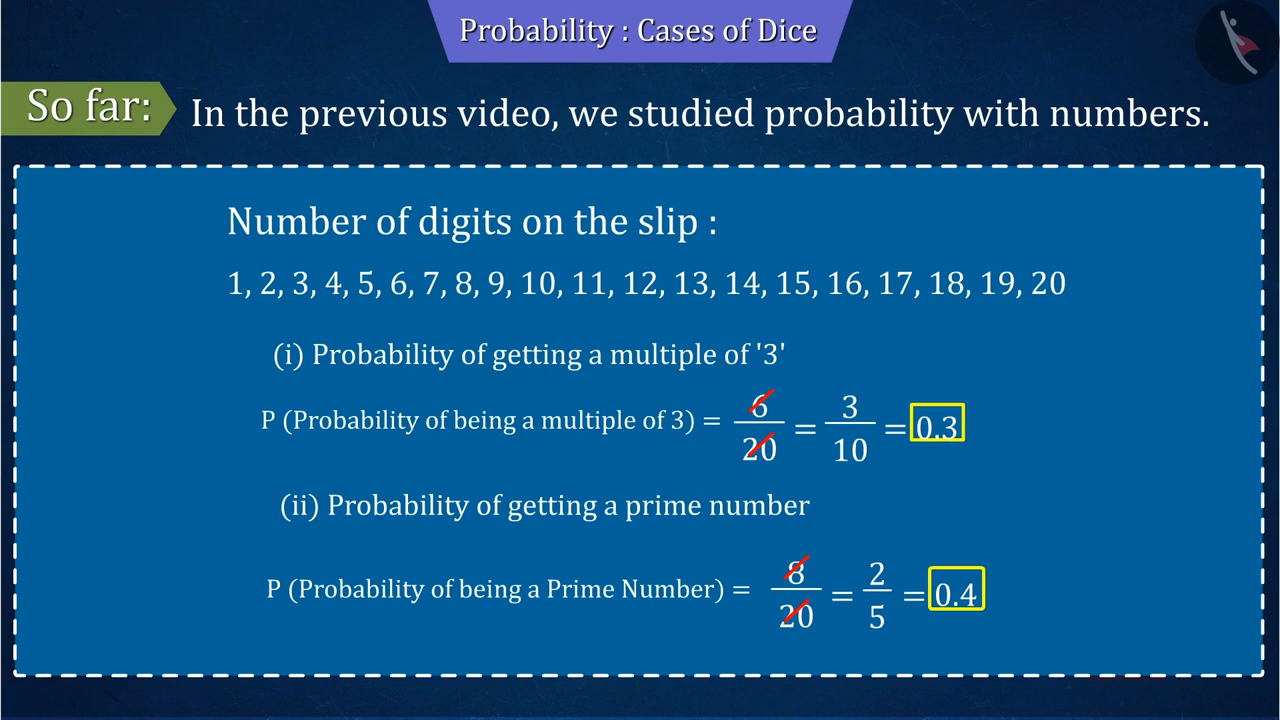 Probability : Cases of Dice
So far: In the previous video, we studied probability with numbers.
Number of digits on the slip :
1, 2, 3, 4, 5, 6, 7, 8, 9, 10, 11, 12, 13, 14, 15, 16, 17, 18, 19, 20
(i) Probability of getting a multiple of '3'
P (Probability of being a multiple of 3) = 6/20 = 3/10 = 0.3
(ii) Probability of getting a prime number
P (Probability of being a Prime Number) = 8/20 = 2/5 = 0.4